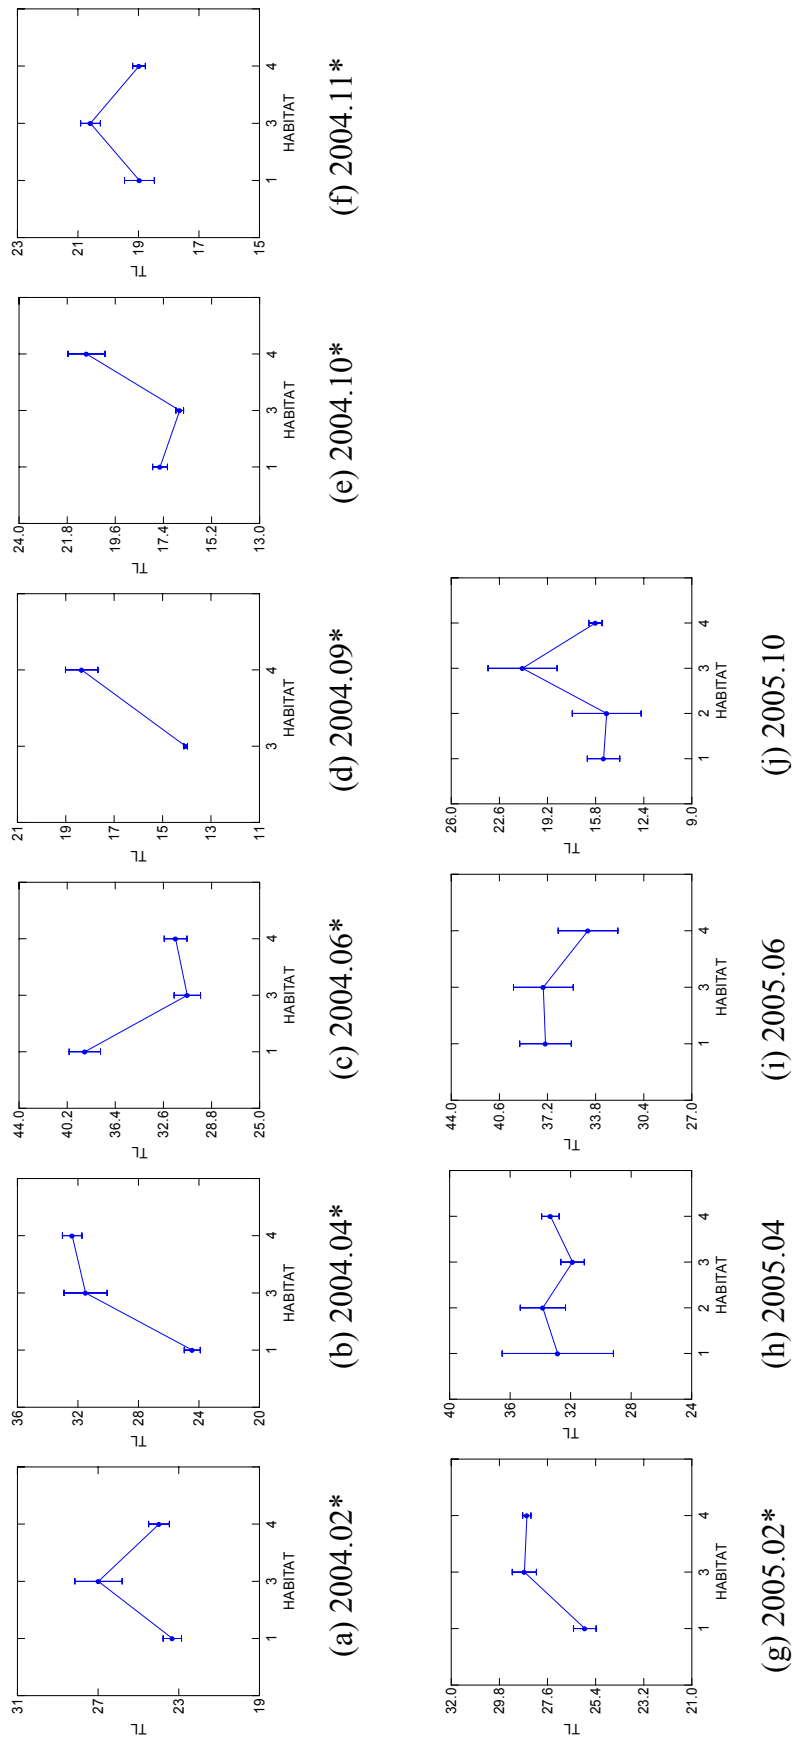 31
27
23
19
TL
1 3 4
HABITAT
(a) 2004.02*
36
32
28
24
20
TL
1 3 4
HABITAT
(b) 2004.04*
44.0
40.2
36.4
32.6
28.8
25.0
TL
1 3 4
HABITAT
(c) 2004.06*
21
19
17
15
13
11
TL
3 4
HABITAT
(d) 2004.09*
24.0
21.8
19.6
17.4
15.2
13.0
TL
1 3 4
HABITAT
(e) 2004.10*
23
21
19
17
15
TL
1 3 4
HABITAT
(f) 2004.11*
32.0
29.8
27.6
25.4
23.2
21.0
TL
1 3 4
HABITAT
(g) 2005.02*
40
36
32
28
24
TL
1 2 3 4
HABITAT
(h) 2005.04
44.0
40.6
37.2
33.8
30.4
27.0
TL
1 3 4
HABITAT
(i) 2005.06
26.0
22.6
19.2
15.8
12.4
9.0
TL
1 2 3 4
HABITAT
(j) 2005.10